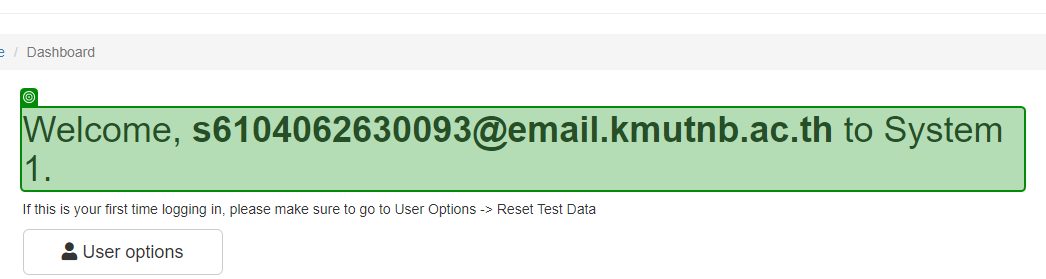 e / Dashboard
Welcome, s6104062630093@email.kmutnb.ac.th to System
1.
If this is your first time logging in, please make sure to go to User Options -> Reset Test Data
User options